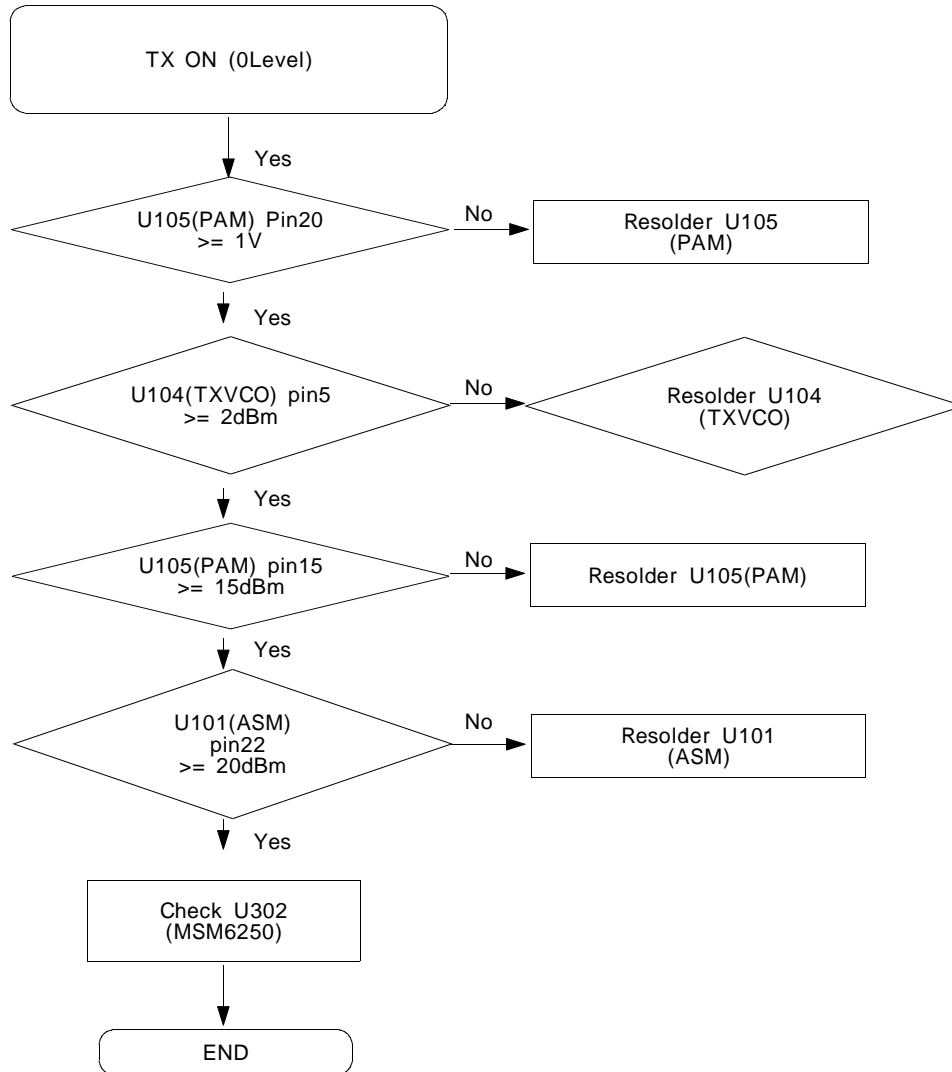 TX ON (0Level)
Yes
U105(PAM) Pin20
>= 1V
No
Resolder U105
(PAM)
Yes
U104(TXVCO) pin5
>= 2dBm
No
Resolder U104
(TXVCO)
Yes
U105(PAM) pin15
>= 15dBm
No
Resolder U105(PAM)
Yes
U101(ASM)
pin22
>= 20dBm
No
Resolder U101
(ASM)
Yes
Check U302
(MSM6250)
END